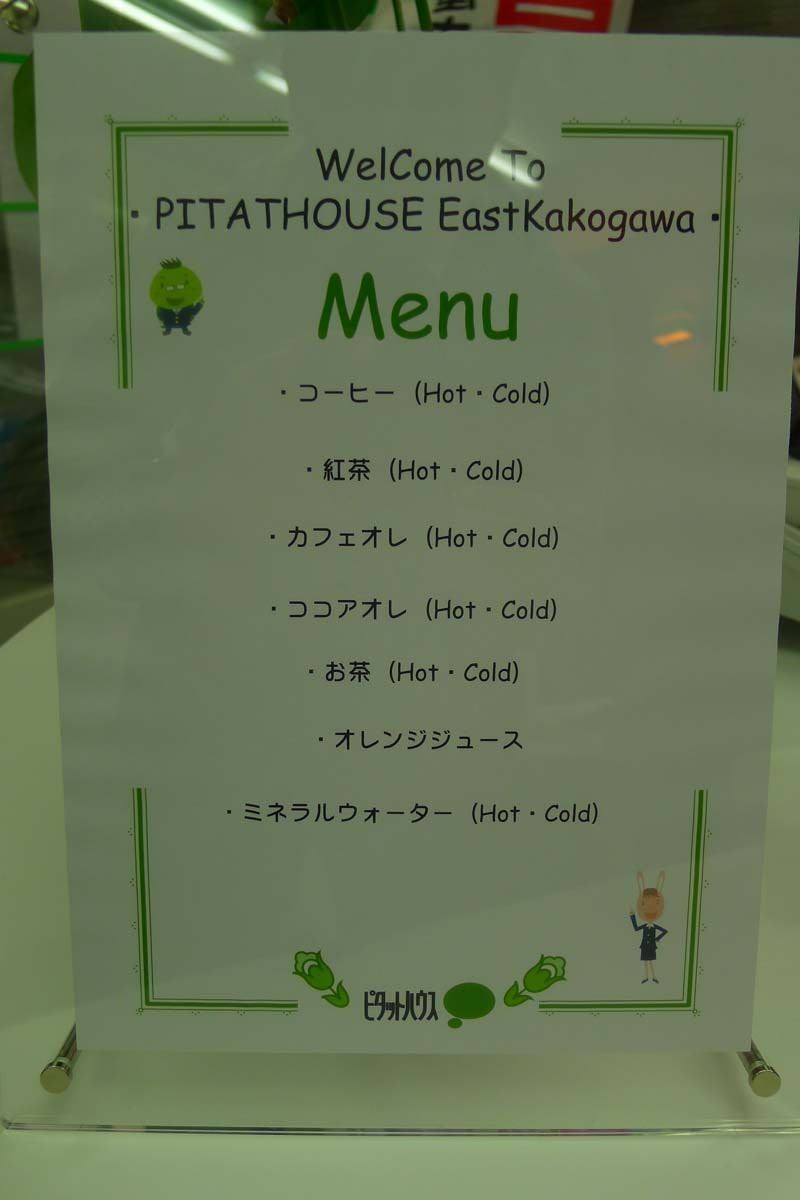 WelCome To
・PITATHOUSE EastKakogawa・
Menu
・コーヒー (Hot・Cold)
・紅茶 (Hot・Cold)
・カフェオレ (Hot・Cold)
・ココアオレ (Hot・Cold)
・お茶 (Hot・Cold)
・オレンジジュース
・ミネラルウォーター (Hot・Cold)
ピタットハウス